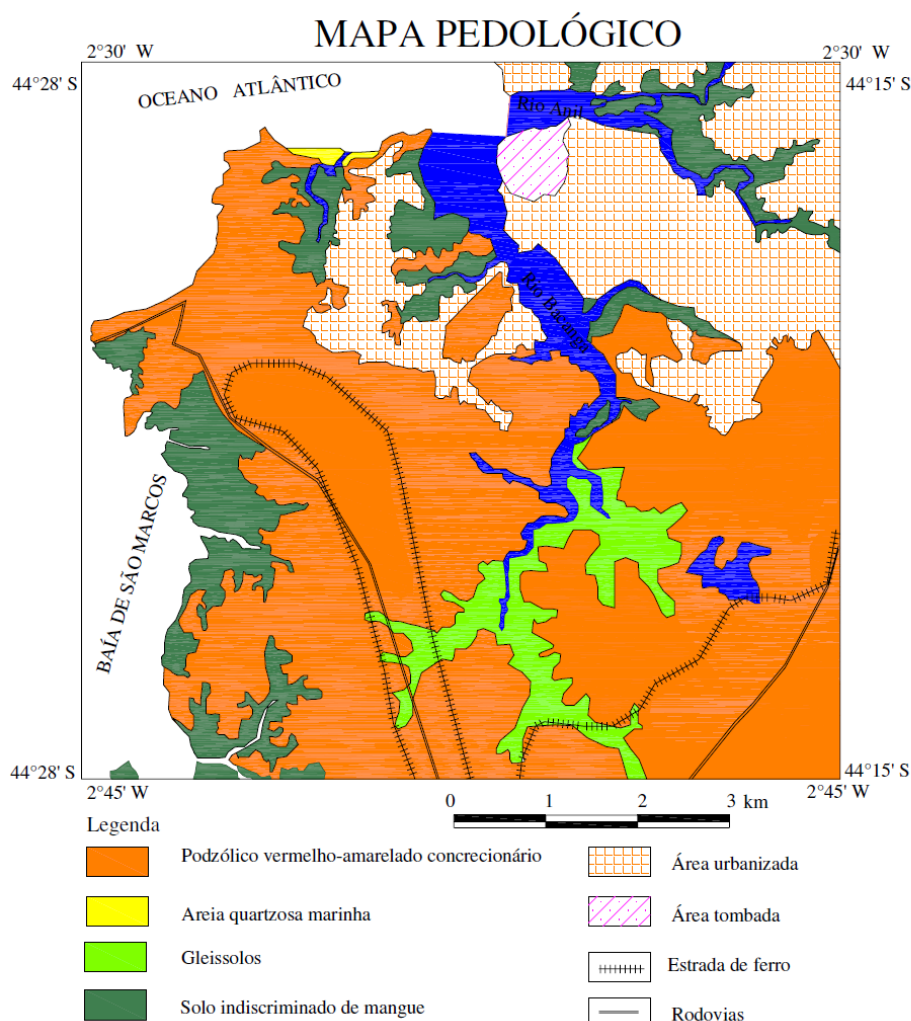 MAPA PEDOLÓGICO
2°30' W
2°30' W
44°28' S
44°15' S
OCEANO ATLÂNTICO
Rio Anil
Rio Bacanga
BAÍA DE SÃO MARCOS
44°28' S
44°15' S
2°45' W
2°45' W
0 1 2 3 km
Legenda
Podzólico vermelho-amarelado concrecionário
Área urbanizada
Areia quartzosa marinha
Área tombada
Gleissolos
Estrada de ferro
Solo indiscriminado de mangue
Rodovias